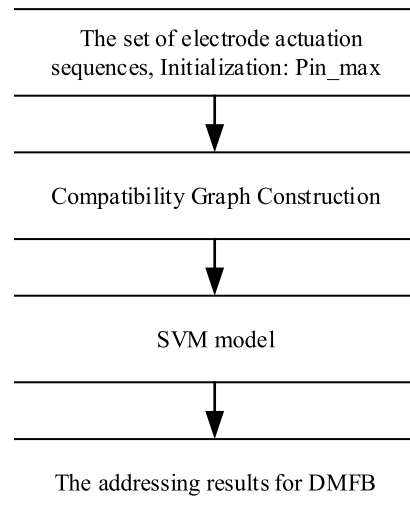 The set of electrode actuation
sequences, Initialization: Pin_max
Compatibility Graph Construction
SVM model
The addressing results for DMFB